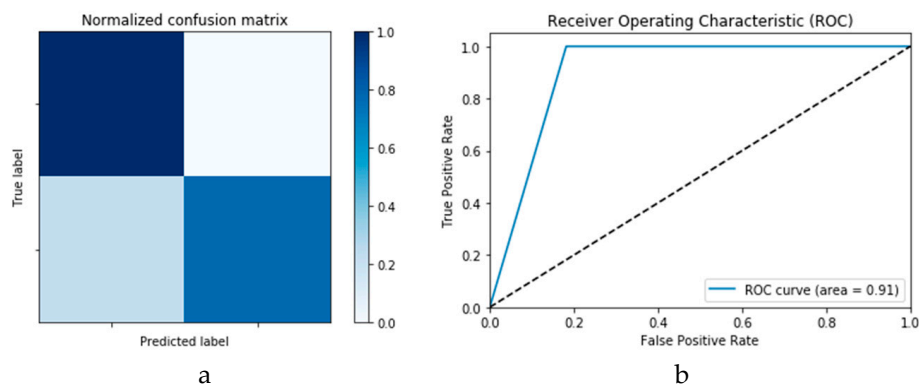 Normalized confusion matrix
True label
Predicted label
1.0
0.8
0.6
0.4
0.2
0.0
a
Receiver Operating Characteristic (ROC)
True Positive Rate
1.0
0.8
0.6
0.4
0.2
0.0
ROC curve (area = 0.91)
0.0 0.2 0.4 0.6 0.8 1.0
False Positive Rate
b